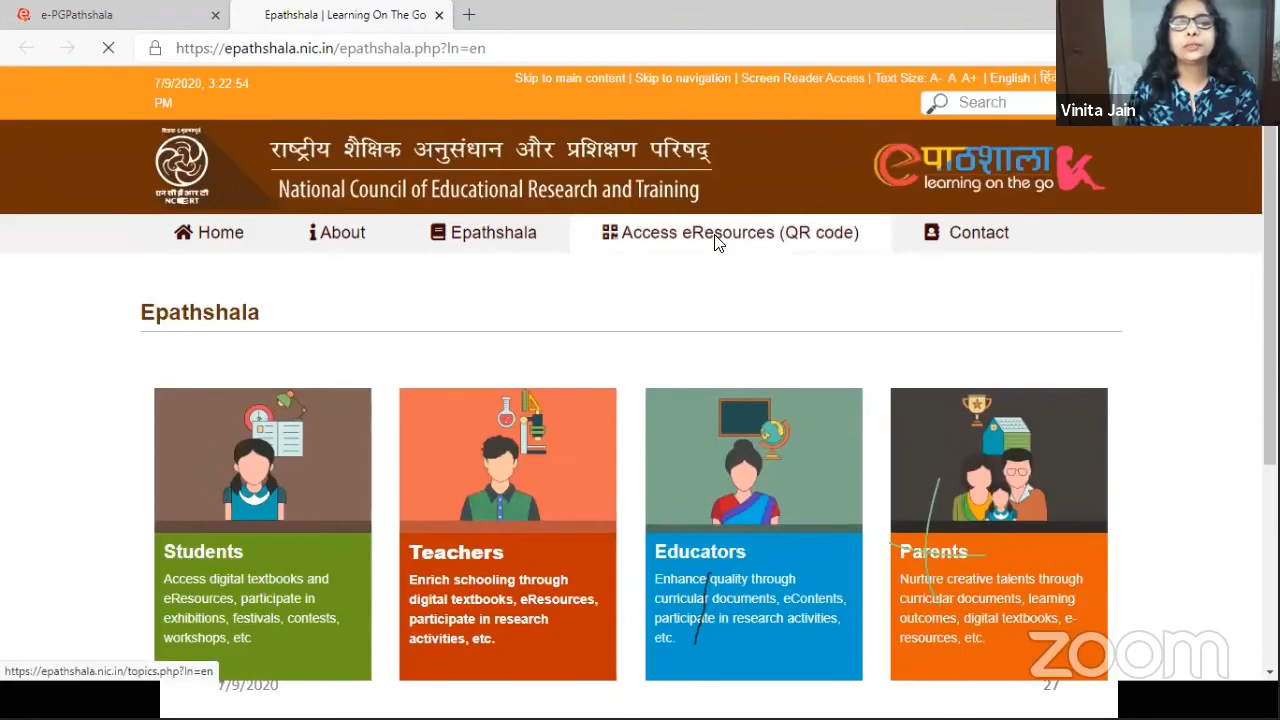 e-PGPathshala
Epathshala | Learning On The Go
https://epathshala.nic.in/epathshala.php?ln=en
7/9/2020, 3:22:54
PM
Skip to main content | Skip to navigation | Screen Reader Access | Text Size: A- A A+ | English |
Search
Vinita Jain
राष्ट्रीय शैक्षिक अनुसंधान और प्रशिक्षण परिषद्
National Council of Educational Research and Training
एन सी ई आर टी
NCERT
eपाठशाला
learning on the go
Home
About
Epathshala
Access eResources (QR code)
Contact
Epathshala
Students
Access digital textbooks and
eResources, participate in
exhibitions, festivals, contests,
workshops, etc
Teachers
Enrich schooling through
digital textbooks, eResources,
participate in research
activities, etc.
Educators
Enhance quality through
curricular documents, eContents,
participate in research activities,
etc.
Parents
Nurture creative talents through
curricular documents, learning
outcomes, digital textbooks, e-
resources, etc.
zoom
https://epathshala.nic.in/topics.php?ln=en
7/9/2020
27